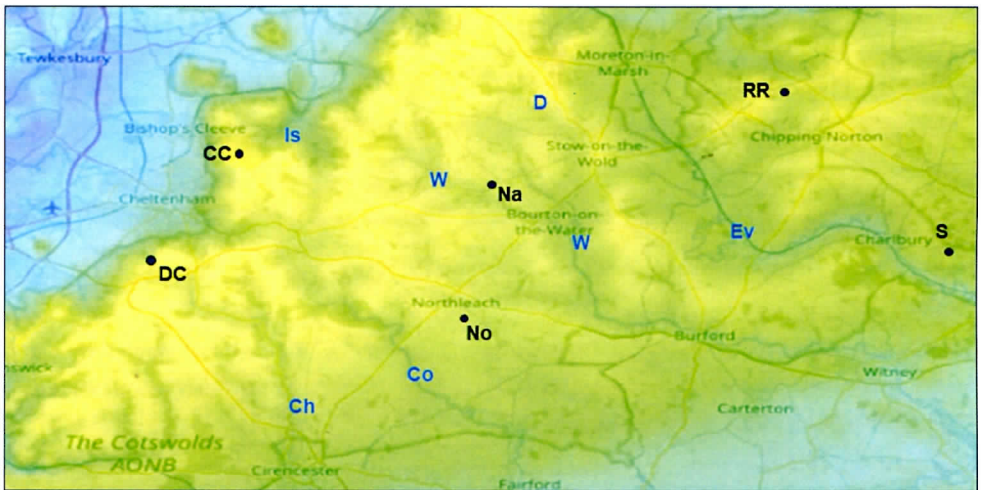 Tewkesbury
Moreton-in-
Marsh
RR
D
Bishop's Cleeve
Is
Chipping Norton
CC
Stow-on-the-
Wold
W
Na
Cheltenham
Bourton-on-
the-Water
W
Ev
S
Charlbury
DC
Northleach
No
Burford
nswick
Witney
Co
Ch
Carterton
The Cotswolds
AONB
Cirencester
Fairford